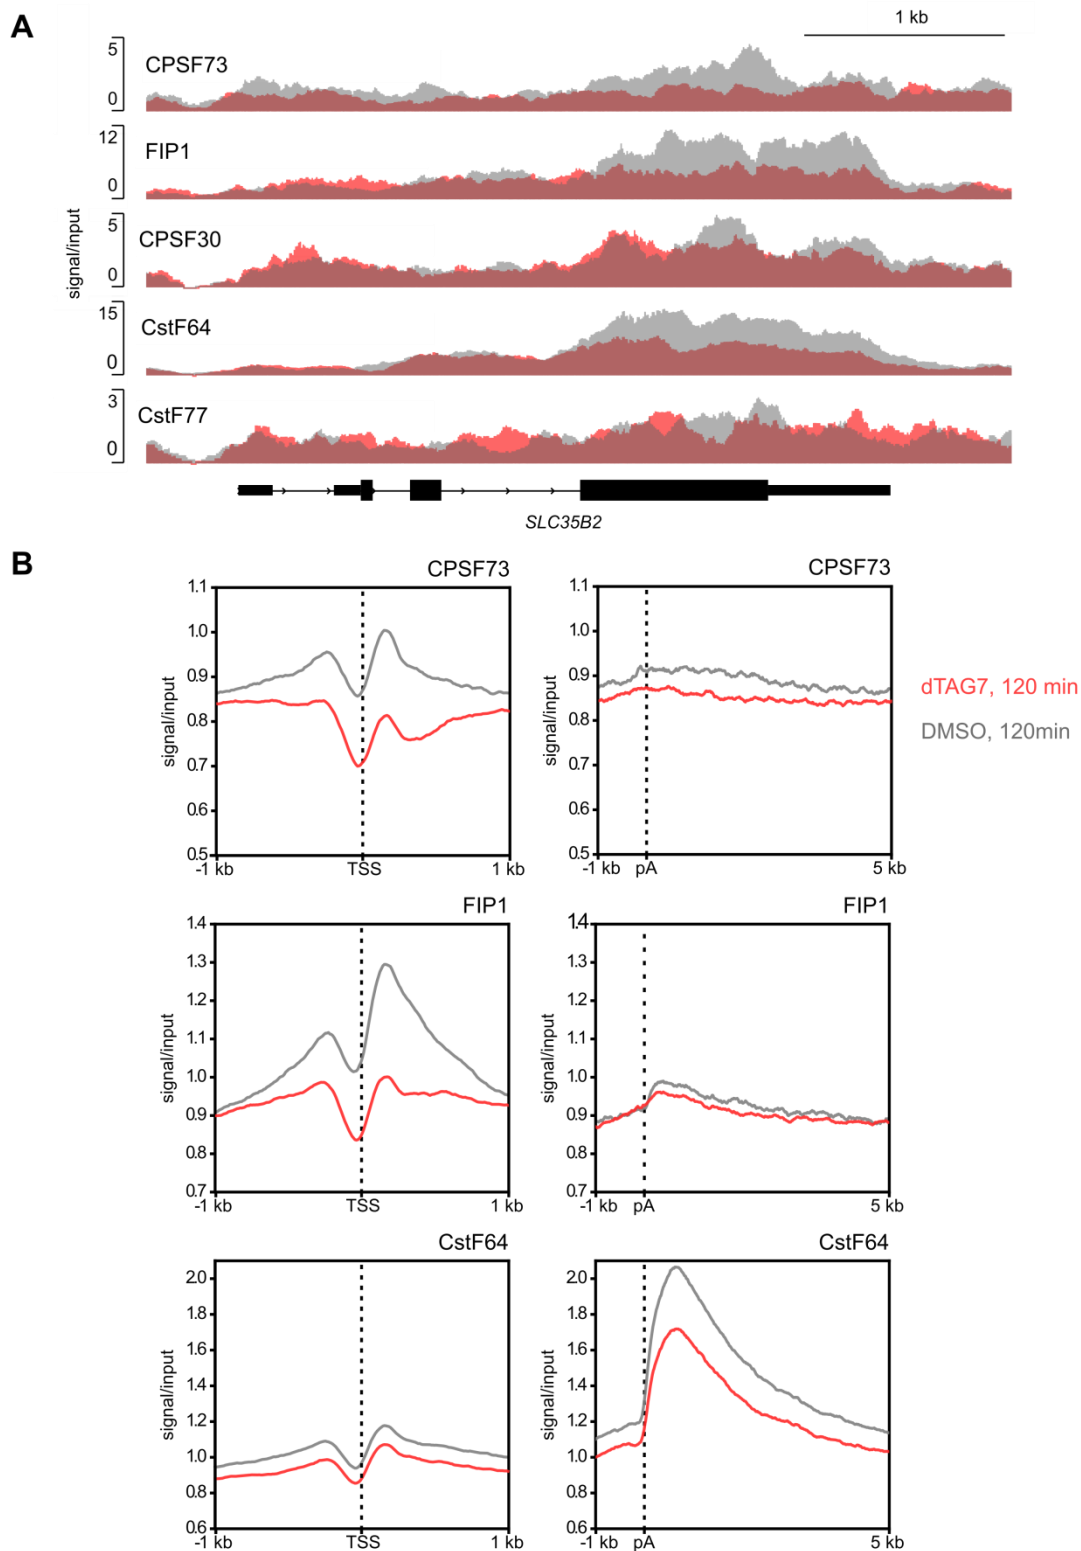 A
1 kb
5
CPSF73
0
12
FIP1
0
5
CPSF30
0
signal/input
15
CstF64
0
3
CstF77
0
SLC35B2
B
CPSF73
CPSF73
1.1
1.0
0.9
0.8
0.7
0.6
0.5
signal/input
-1 kb TSS 1 kb
1.1
1.0
0.9
0.8
0.7
0.6
0.5
signal/input
-1 kb pA 5 kb
dTAG7, 120 min
DMSO, 120min
FIP1
FIP1
1.4
1.3
1.2
1.1
1.0
0.9
0.8
0.7
signal/input
-1 kb TSS 1 kb
1.4
1.3
1.2
1.1
1.0
0.9
0.8
0.7
signal/input
-1 kb pA 5 kb
CstF64
CstF64
2.0
1.8
1.6
1.4
1.2
1.0
0.8
0.6
signal/input
-1 kb TSS 1 kb
2.0
1.8
1.6
1.4
1.2
1.0
0.8
0.6
signal/input
-1 kb pA 5 kb